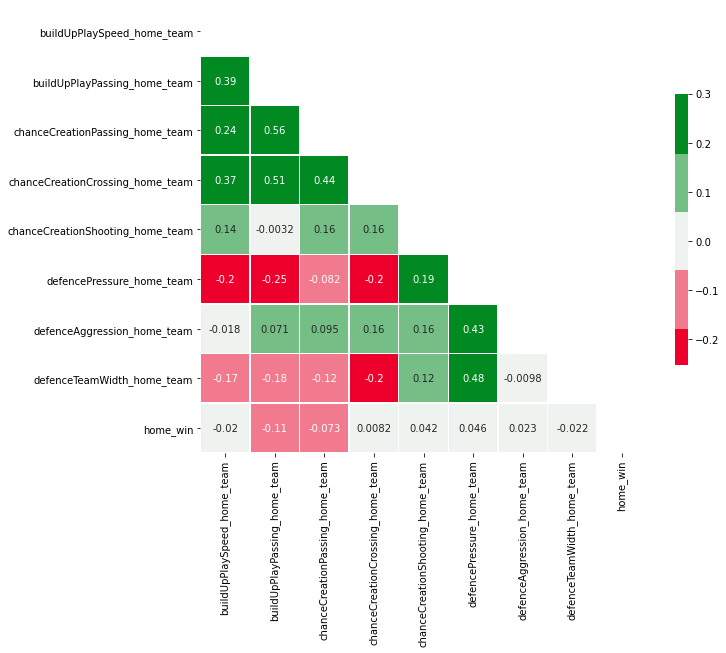 buildUpPlaySpeed_home_team
buildUpPlayPassing_home_team 0.39
chanceCreationPassing_home_team 0.24 0.56
chanceCreationCrossing_home_team 0.37 0.51 0.44
chanceCreationShooting_home_team 0.14 -0.0032 0.16 0.16
defencePressure_home_team -0.2 -0.25 -0.082 -0.2 0.19
defenceAggression_home_team -0.018 0.071 0.095 0.16 0.16 0.43
defenceTeamWidth_home_team -0.17 -0.18 -0.12 -0.2 0.12 0.48 -0.0098
home_win -0.02 -0.11 -0.073 0.0082 0.042 0.046 0.023 -0.022
buildUpPlaySpeed_home_team
buildUpPlayPassing_home_team
chanceCreationPassing_home_team
chanceCreationCrossing_home_team
chanceCreationShooting_home_team
defencePressure_home_team
defenceAggression_home_team
defenceTeamWidth_home_team
home_win
0.3
0.2
0.1
0.0
−0.1
−0.2